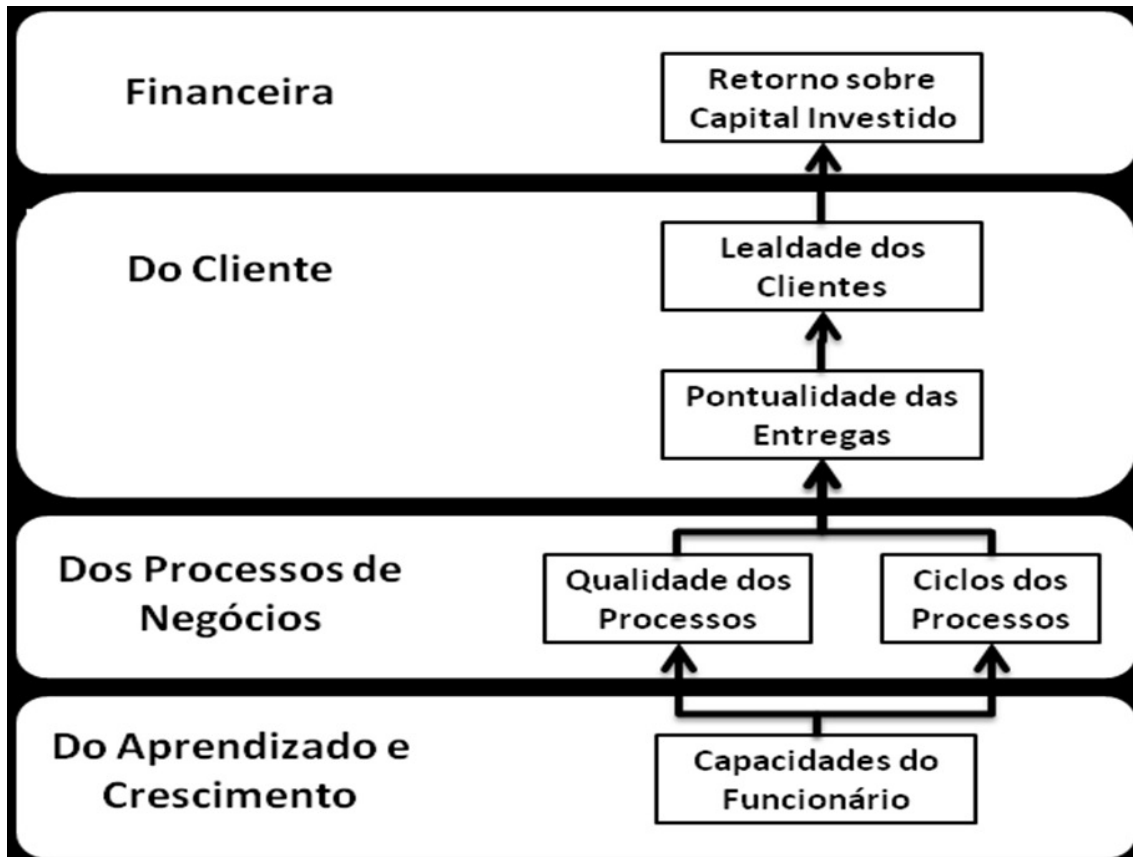 Financeira
Retorno sobre
Capital Investido
Do Cliente
Lealdade dos
Clientes
Pontualidade das
Entregas
Dos Processos de
Negócios
Qualidade dos
Processos
Ciclos dos
Processos
Do Aprendizado e
Crescimento
Capacidades do
Funcionário